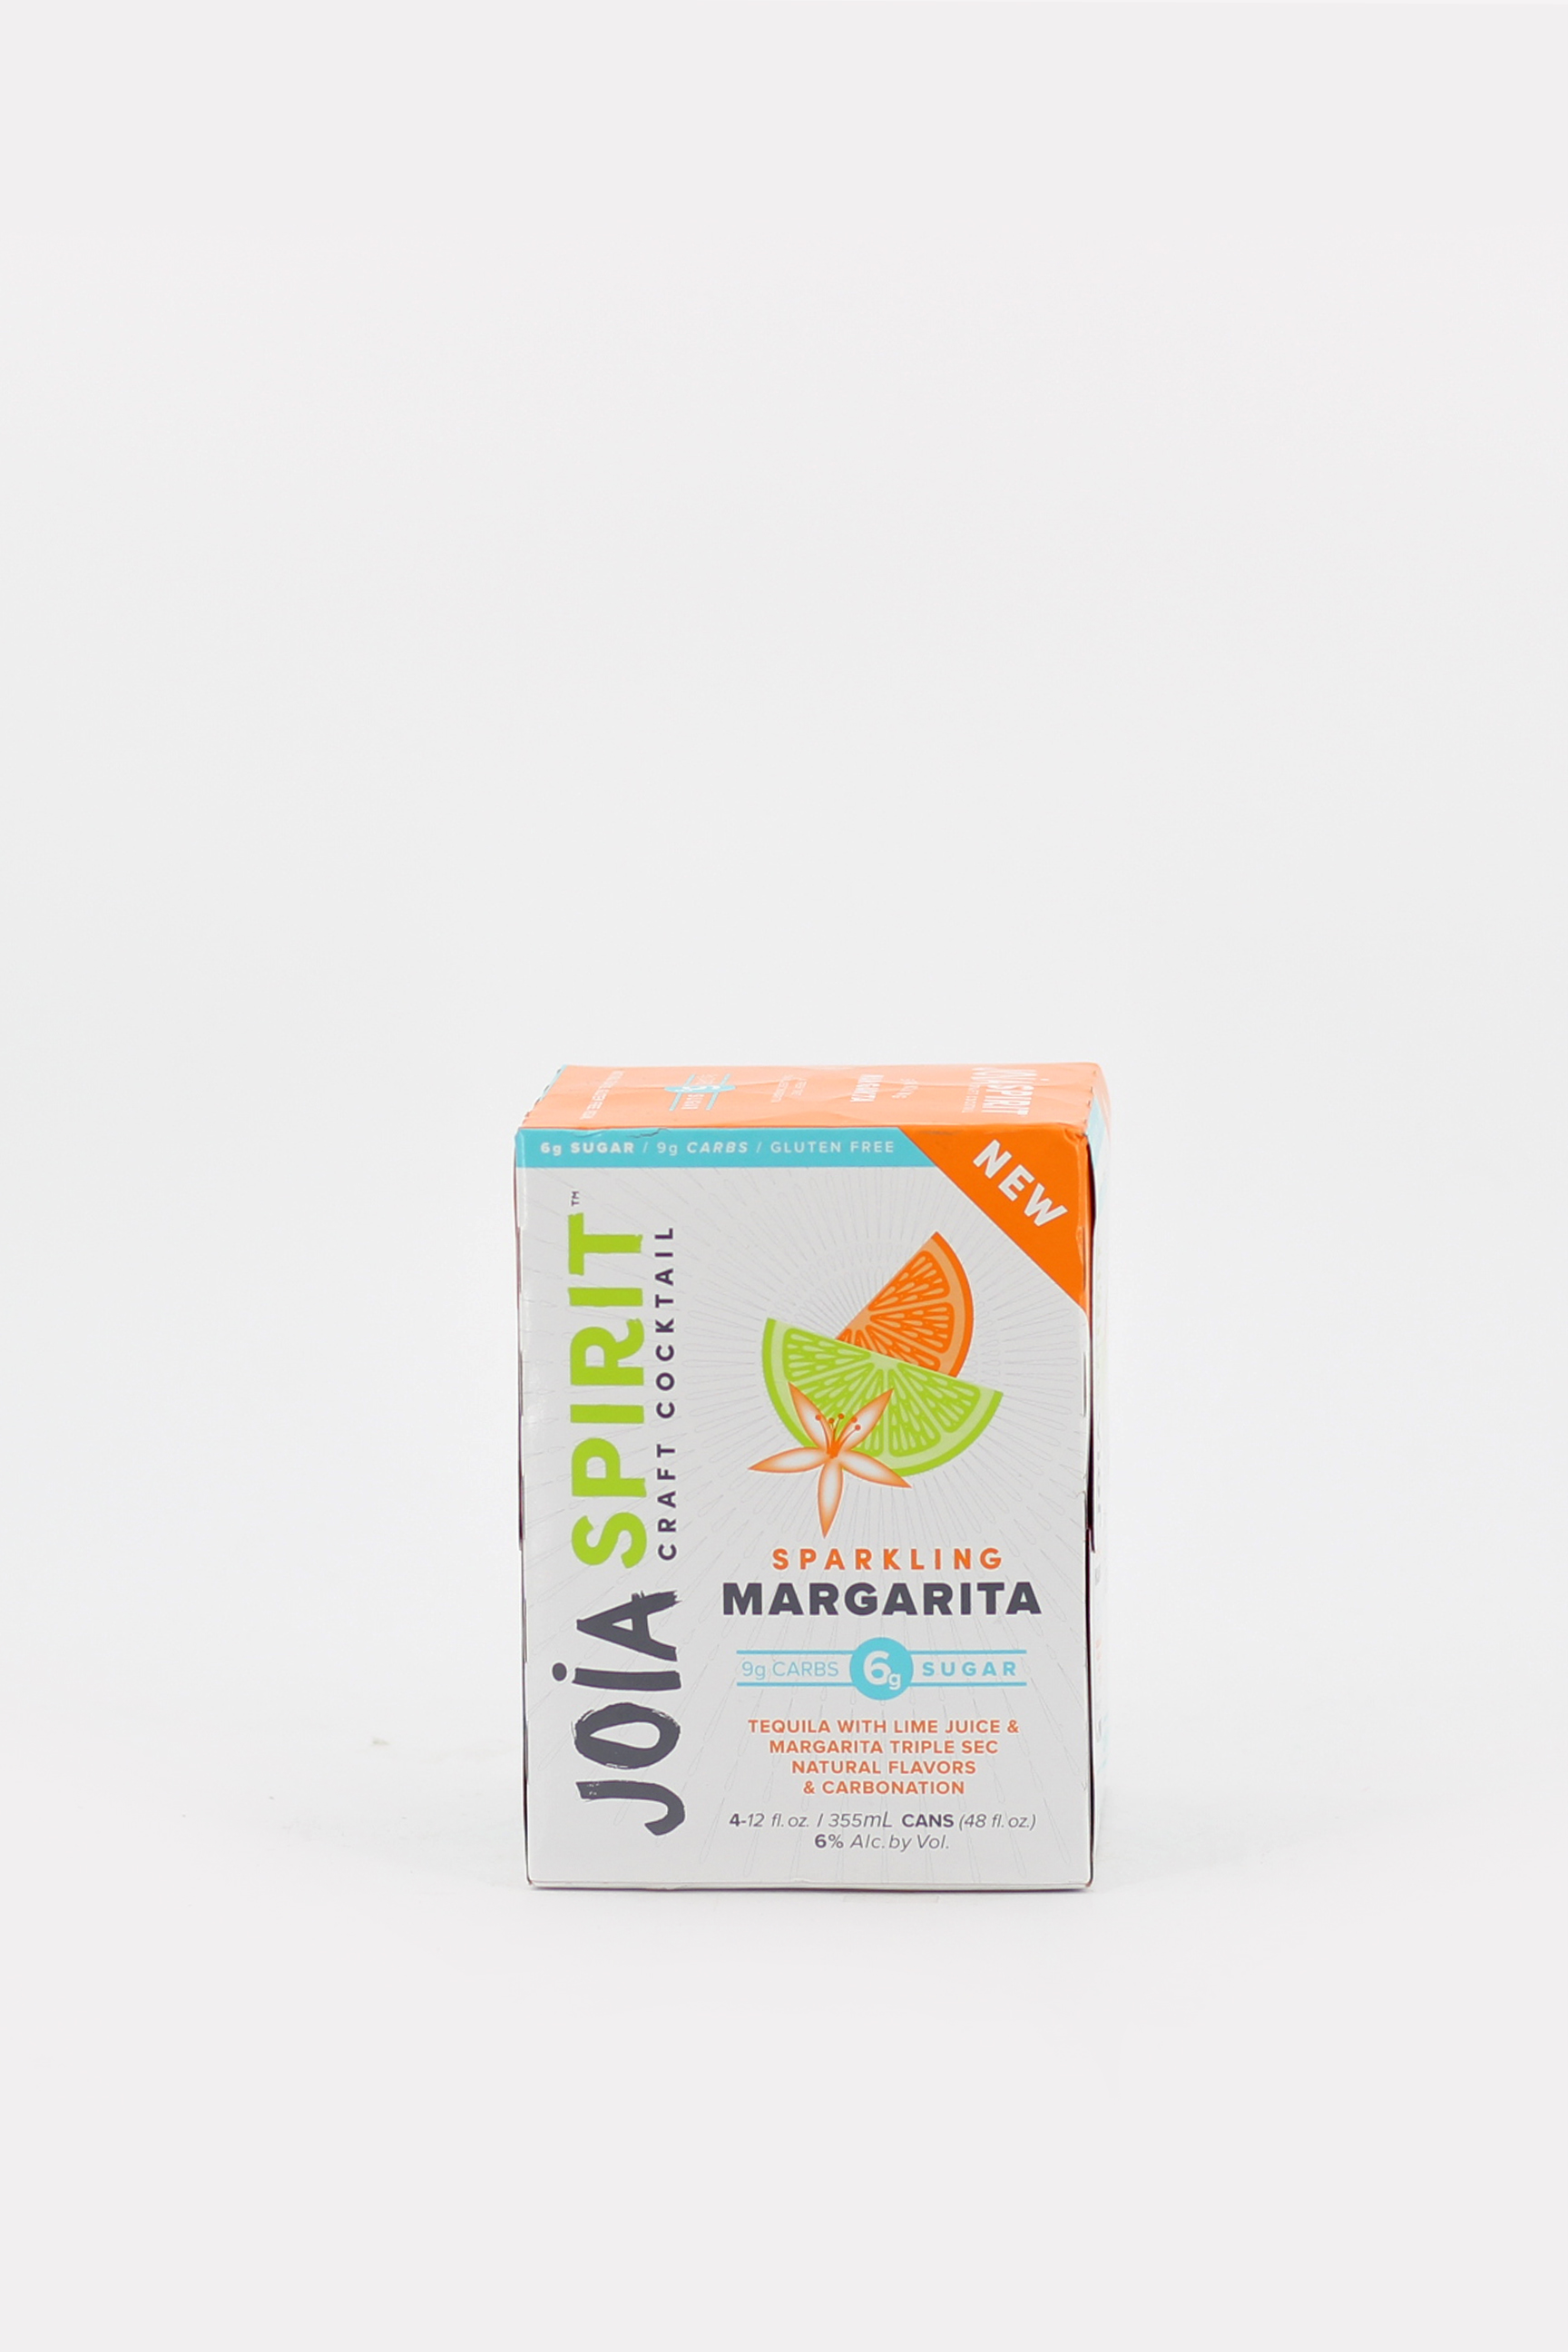 6g SUGAR / 9g CARBS / GLUTEN FREE
NEW
JOiA SPIRIT™
CRAFT COCKTAIL
SPARKLING
MARGARITA
9g CARBS 6g SUGAR
TEQUILA WITH LIME JUICE &
MARGARITA TRIPLE SEC
NATURAL FLAVORS
& CARBONATION
4-12 fl. oz. / 355mL CANS (48 fl. oz.)
6% Alc. by Vol.